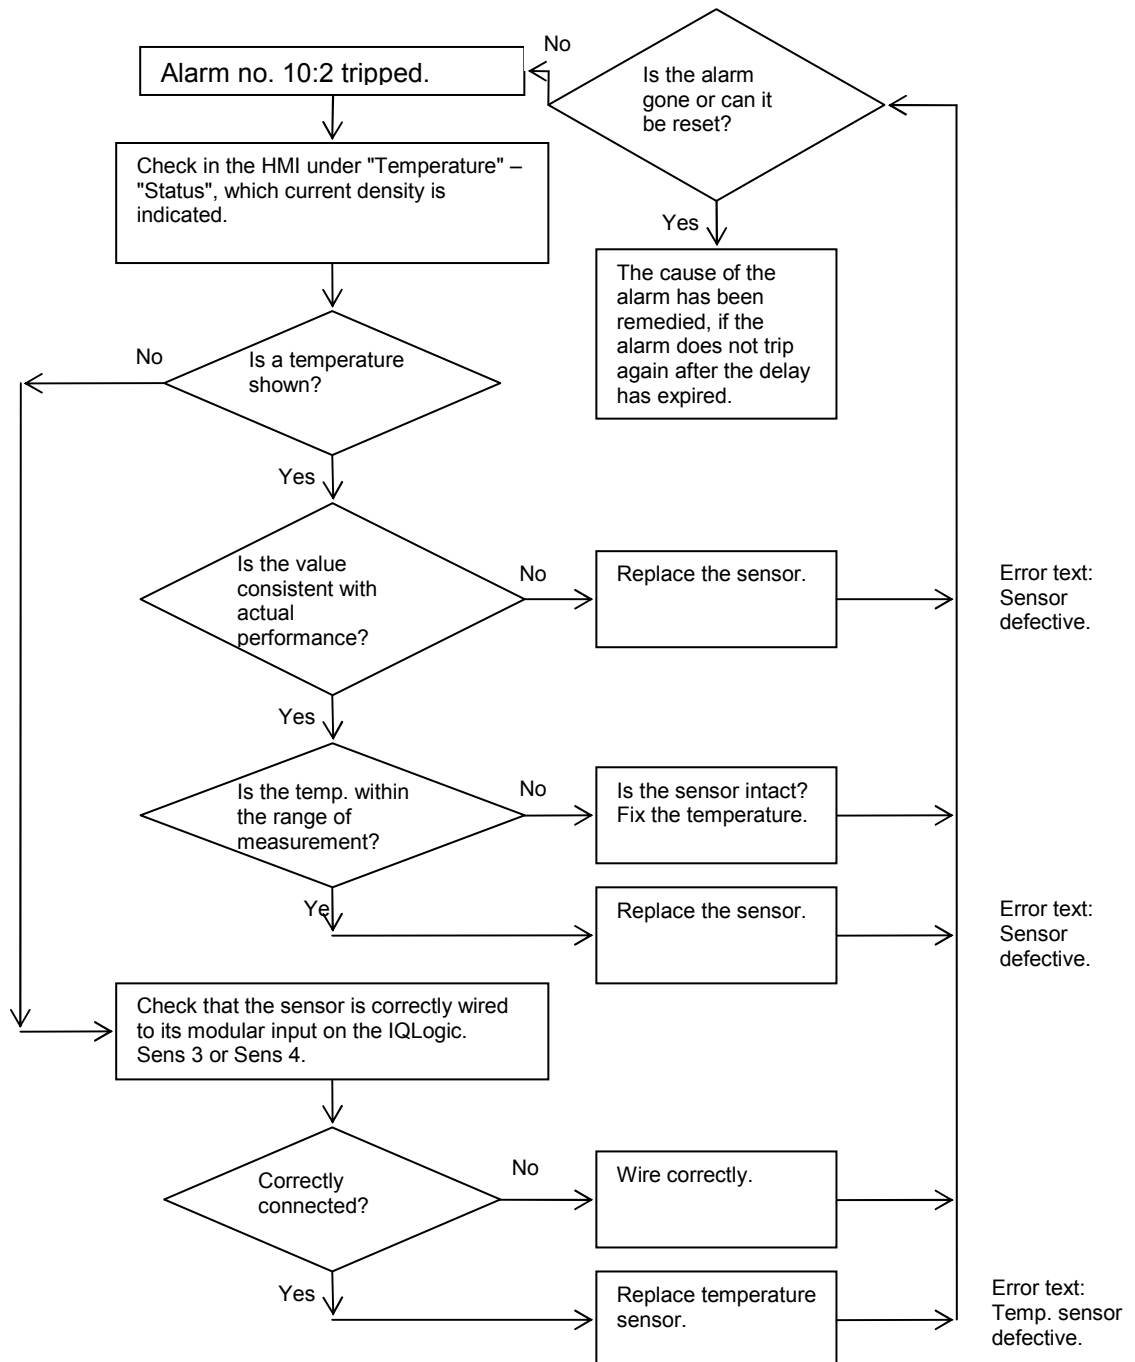 Alarm no. 10:2 tripped.
No
Is the alarm
gone or can it
be reset?
Check in the HMI under "Temperature" –
"Status", which current density is
indicated.
Yes
The cause of the
alarm has been
remedied, if the
alarm does not trip
again after the delay
has expired.
No
Is a temperature
shown?
Yes
Is the value
consistent with
actual
performance?
No
Replace the sensor.
Error text:
Sensor
defective.
Yes
Is the temp. within
the range of
measurement?
No
Is the sensor intact?
Fix the temperature.
Ye
Replace the sensor.
Error text:
Sensor
defective.
Check that the sensor is correctly wired
to its modular input on the IQLogic.
Sens 3 or Sens 4.
Correctly
connected?
No
Wire correctly.
Yes
Replace temperature
sensor.
Error text:
Temp. sensor
defective.